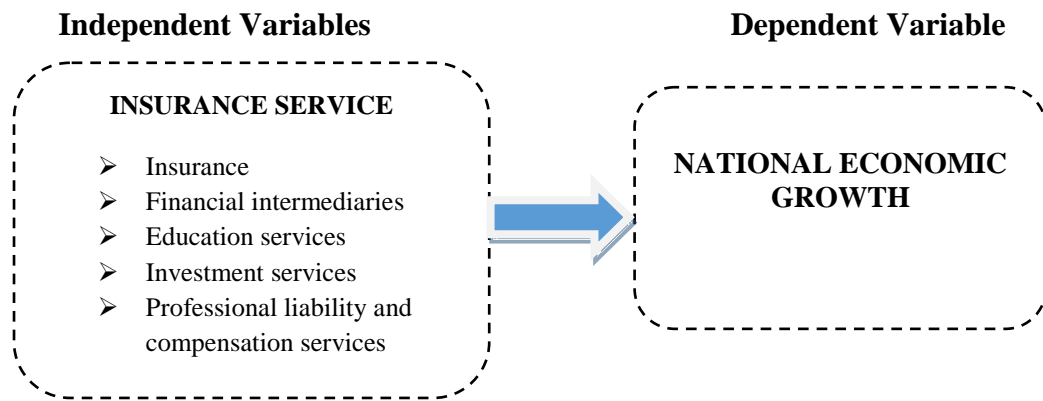 Independent Variables
Dependent Variable
INSURANCE SERVICE
➢ Insurance
➢ Financial intermediaries
➢ Education services
➢ Investment services
➢ Professional liability and
compensation services
NATIONAL ECONOMIC
GROWTH